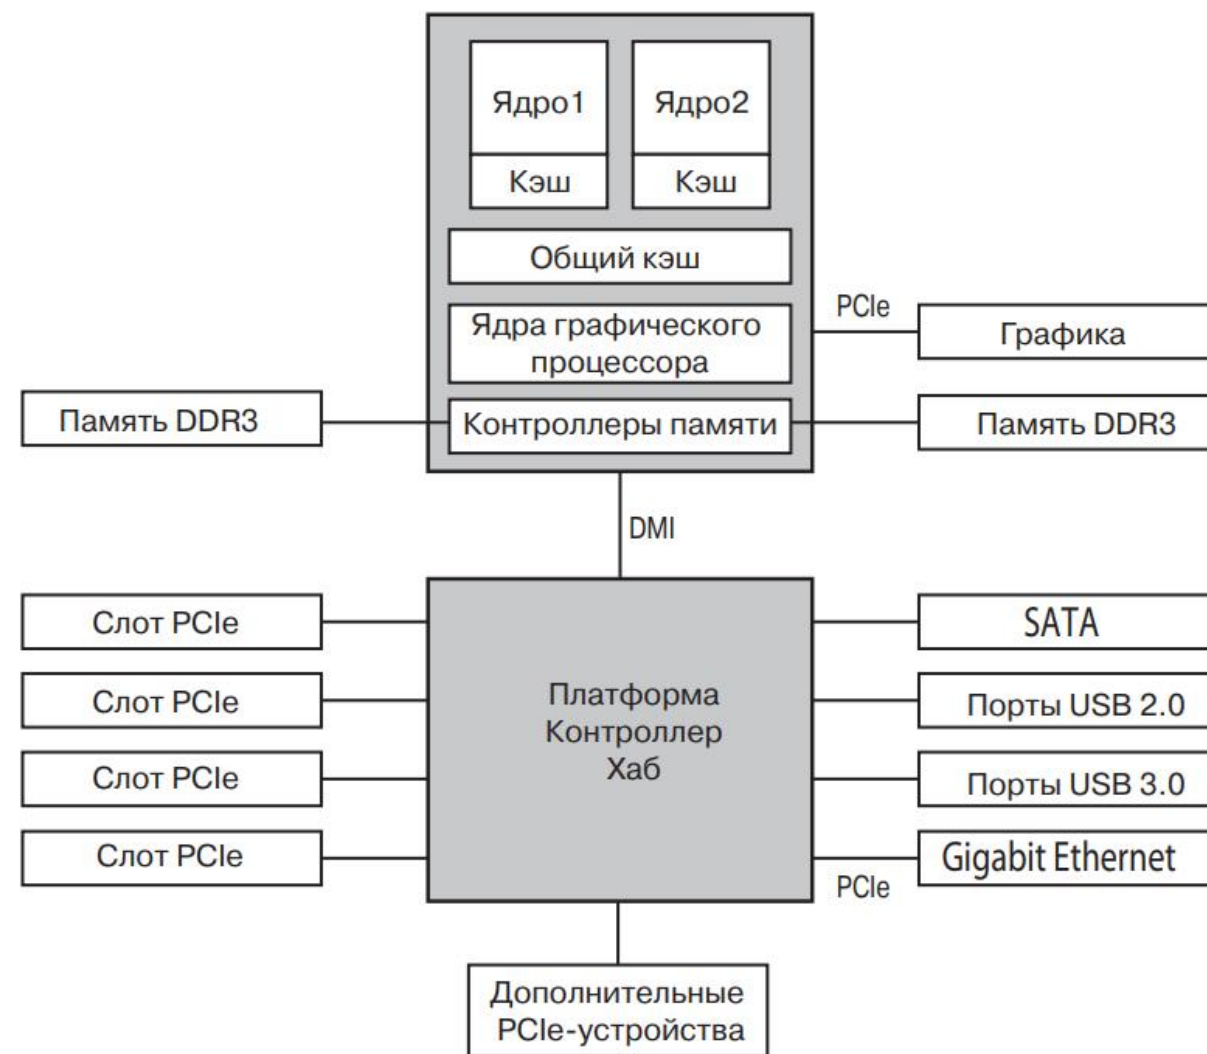 Ядро1
Ядро2
Кэш
Кэш
Общий кэш
Ядра графического
процессора
PCIe
Графика
Память DDR3
Контроллеры памяти
Память DDR3
DMI
Слот PCIe
SATA
Слот PCIe
Платформа
Контроллер
Хаб
Порты USB 2.0
Слот PCIe
Порты USB 3.0
Слот PCIe
Gigabit Ethernet
PCIe
Дополнительные
PCIe-устройства